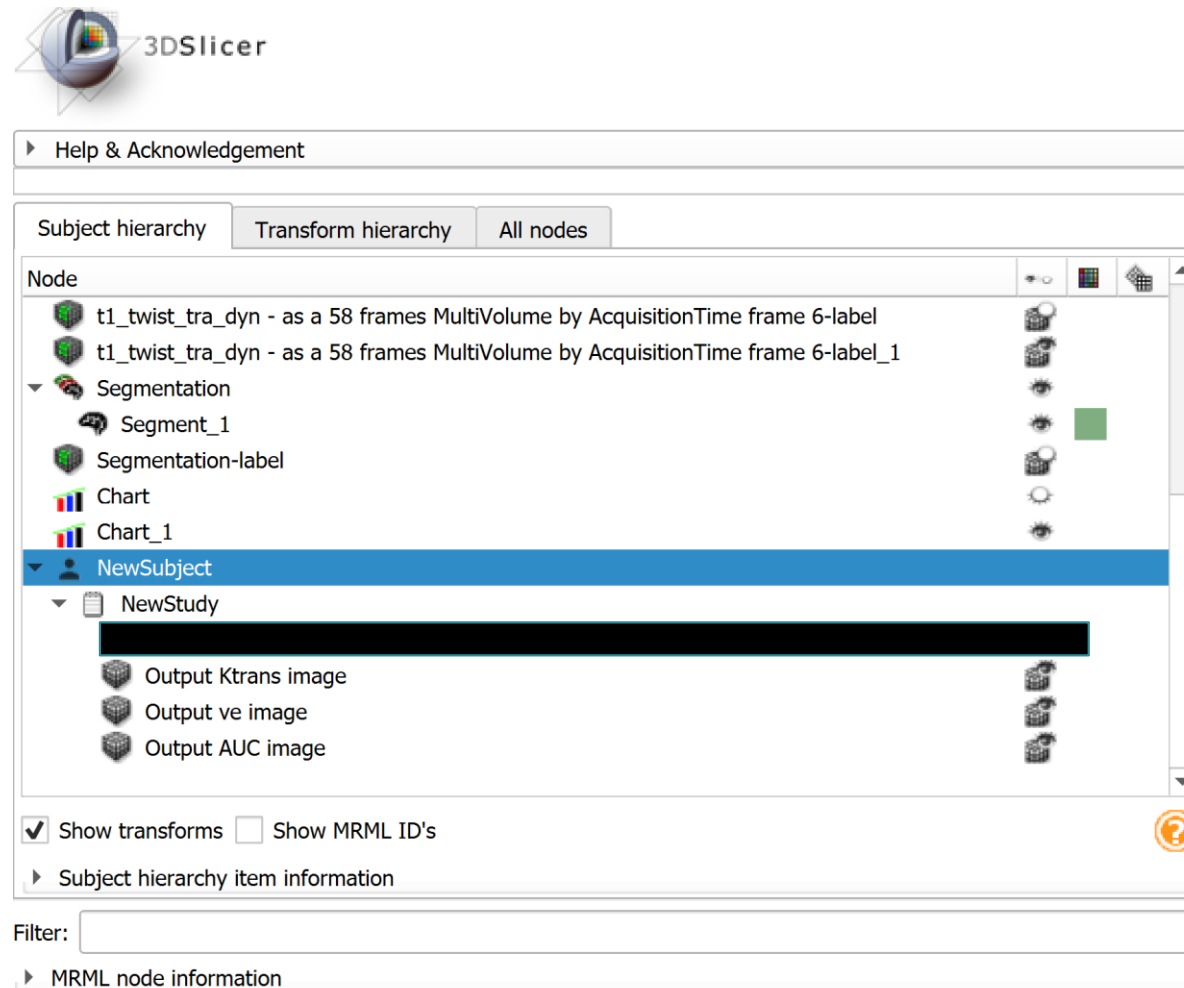 3DSlicer
Help & Acknowledgement
Subject hierarchy Transform hierarchy All nodes
Node
t1_twist_tra_dyn - as a 58 frames MultiVolume by AcquisitionTime frame 6-label
t1_twist_tra_dyn - as a 58 frames MultiVolume by AcquisitionTime frame 6-label_1
Segmentation
Segment_1
Segmentation-label
Chart
Chart_1
NewSubject
NewStudy
Output Ktrans image
Output ve image
Output AUC image
Show transforms Show MRML ID's
Subject hierarchy item information
Filter:
MRML node information